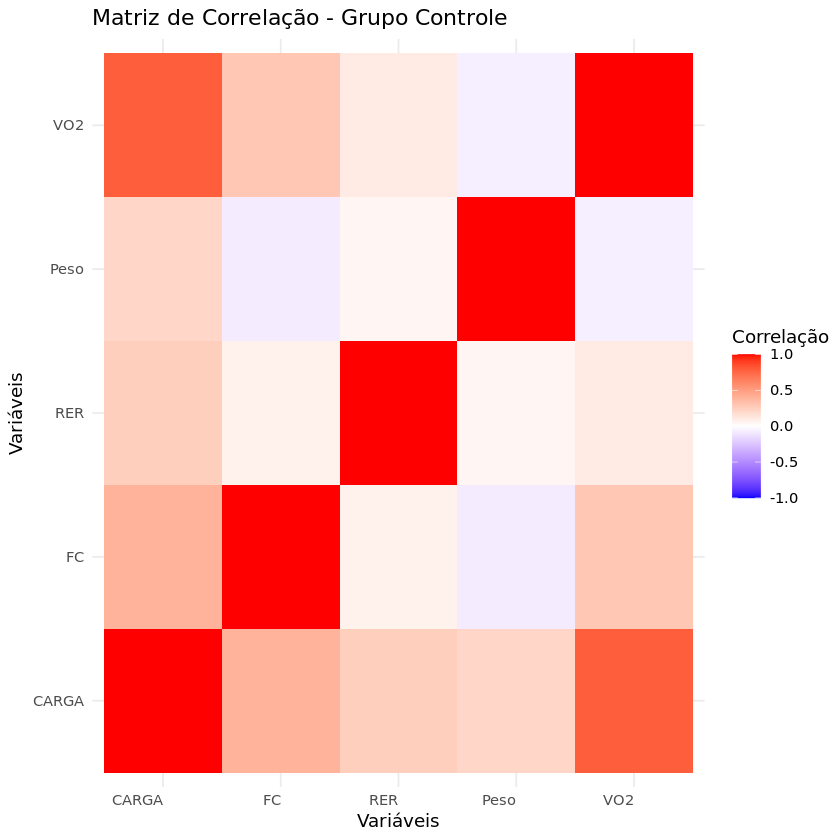 Matriz de Correlação - Grupo Controle
Variáveis
VO2
Peso
RER
FC
CARGA
CARGA FC RER Peso VO2
Variáveis
Correlação
1.0
0.5
0.0
-0.5
-1.0